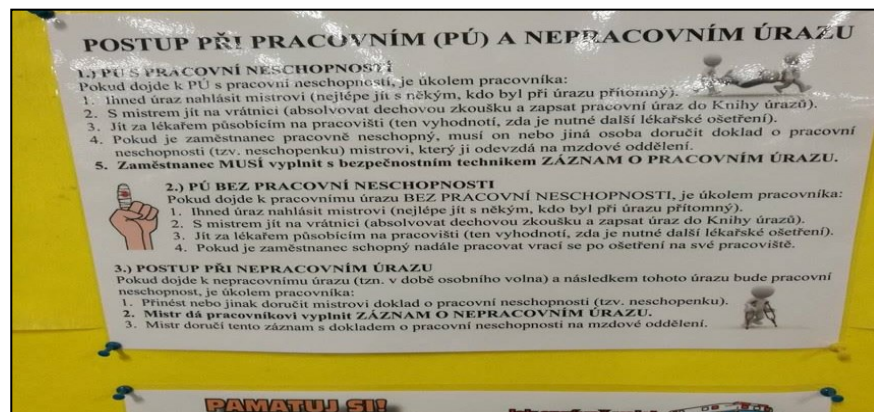 POSTUP PŘI PRACOVNÍM (PÚ) A NEPRACOVNÍM ÚRAZU
1.) PÚ S PRACOVNÍ NESCHOPNOSTÍ
Pokud dojde k PÚ s pracovní neschopností, je úkolem pracovníka:
1. Ihned úraz nahlásit mistrovi (nejlépe jít s někým, kdo byl při úrazu přítomný).
2. S mistrem jít na vrátnici (absolvovat dechovou zkoušku a zapsat pracovní úraz do Knihy úrazů).
3. Jít za lékařem působícím na pracovišti (ten vyhodnotí, zda je nutné další lékařské ošetření).
4. Pokud je zaměstnanec pracovně neschopný, musí on nebo jiná osoba doručit doklad o pracovní
neschopnosti (tzv. neschopenku) mistrovi, který ji odevzdá na mzdové oddělení.
5. Zaměstnanec MUSÍ vyplnit s bezpečnostním technikem ZÁZNAM O PRACOVNÍM ÚRAZU.
2.) PÚ BEZ PRACOVNÍ NESCHOPNOSTI
Pokud dojde k pracovnímu úrazu BEZ PRACOVNÍ NESCHOPNOSTI, je úkolem pracovníka:
1. Ihned úraz nahlásit mistrovi (nejlépe jít s někým, kdo byl při úrazu přítomný).
2. S mistrem jít na vrátnici (absolvovat dechovou zkoušku a zapsat úraz do Knihy úrazů).
3. Jít za lékařem působícím na pracovišti (ten vyhodnotí, zda je nutné další lékařské ošetření).
4. Pokud je zaměstnanec schopný nadále pracovat vrací se po ošetření na své pracoviště.
3.) POSTUP PŘI NEPRACOVNÍM ÚRAZU
Pokud dojde k nepracovnímu úrazu (tzn. v době osobního volna) a následkem tohoto úrazu bude pracovní
neschopnost, je úkolem pracovníka:
1. Přinést nebo jinak doručit mistrovi doklad o pracovní neschopnosti (tzv. neschopenku).
2. Mistr dá pracovníkovi vyplnit ZÁZNAM O NEPRACOVNÍM ÚRAZU.
3. Mistr doručí tento záznam s dokladem o pracovní neschopnosti na mzdové oddělení.
PAMATUJ SI!